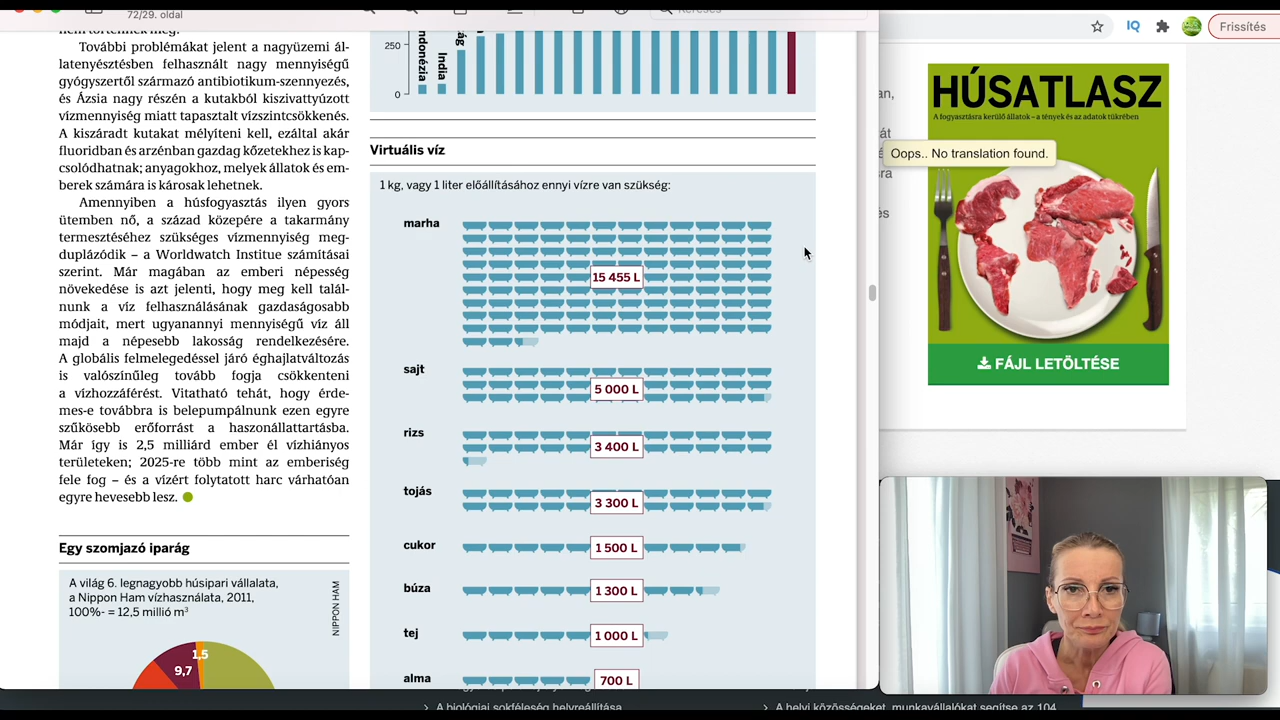 72/29. oldal
Keresés
Frissítés
nem történtek meg.
További problémákat jelent a nagyüzemi ál-
latenyésztésben felhasznált nagy mennyiségű
gyógyszertől származó antibiotikum-szennyezés,
és Ázsia nagy részén a kutakból kiszivattyúzott
vízmennyiség miatt tapasztalt vízszintcsökkenés.
A kiszáradt kutakat mélyíteni kell, ezáltal akár
fluoridban és arzénban gazdag kőzetekhez is kap-
csolódhatnak; anyagokhoz, melyek állatok és em-
berek számára is károsak lehetnek.
Amennyiben a húsfogyasztás ilyen gyors
ütemben nő, a század közepére a takarmány
termesztéséhez szükséges vízmennyiség meg-
duplázódik – a Worldwatch Institue számításai
szerint. Már magában az emberi népesség
növekedése is azt jelenti, hogy meg kell talál-
nunk a víz felhasználásának gazdaságosabb
módjait, mert ugyanannyi mennyiségű víz áll
majd a népesebb lakosság rendelkezésére.
A globális felmelegedéssel járó éghajlatváltozás
is valószínűleg tovább fogja csökkenteni
a vízhozzáférést. Vitatható tehát, hogy érde-
mes-e továbbra is belepumpálnunk ezen egyre
szűkösebb erőforrást a haszonállattartásba.
Már így is 2,5 milliárd ember él vízhiányos
területeken; 2025-re több mint az emberiség
fele fog – és a vízért folytatott harc várhatóan
egyre hevesebb lesz.
Egy szomjazó iparág
A világ 6. legnagyobb húsipari vállalata,
a Nippon Ham vízhasználata, 2011,
100%- = 12,5 millió m³
NIPPON HAM
1,5
9,7
250
0
ndonézia
India
ág
Virtuális víz
1 kg, vagy 1 liter előállításához ennyi vízre van szükség:
marha
15 455 L
sajt
5 000 L
rizs
3 400 L
tojás
3 300 L
cukor
1 500 L
búza
1 300 L
tej
1 000 L
alma
700 L
an,
át
sra
és
Oops.. No translation found.
HÚSATLASZ
A fogyasztásra kerülő állatok – a tények és az adatok tükrében
FÁJL LETÖLTÉSE
A biológiai sokféleség helyreállítása
A helyi közösségeket, munkavállalókat segítse az 104